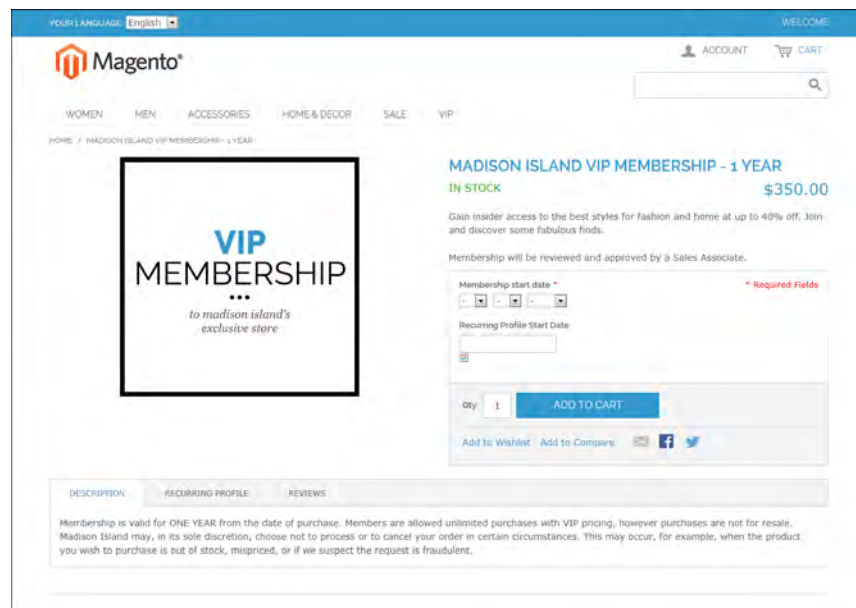 YOUR LANGUAGE: English
WELCOME
Magento®
ACCOUNT
CART
WOMEN MEN ACCESSORIES HOME & DECOR SALE VIP
HOME / MADISON ISLAND VIP MEMBERSHIP - 1 YEAR
VIP
MEMBERSHIP
to madison island's
exclusive store
MADISON ISLAND VIP MEMBERSHIP - 1 YEAR
IN STOCK
$350.00
Gain insider access to the best styles for fashion and home at up to 40% off. Join
and discover some fabulous finds.
Membership will be reviewed and approved by a Sales Associate.
Membership start date *
* Required Fields
- - -
Recurring Profile Start Date
Qty: 1 ADD TO CART
Add to Wishlist Add to Compare
DESCRIPTION RECURRING PROFILE REVIEWS
Membership is valid for ONE YEAR from the date of purchase. Members are allowed unlimited purchases with VIP pricing, however purchases are not for resale.
Madison Island may, in its sole discretion, choose not to process or to cancel your order in certain circumstances. This may occur, for example, when the product
you wish to purchase is out of stock, mispriced, or if we suspect the request is fraudulent.